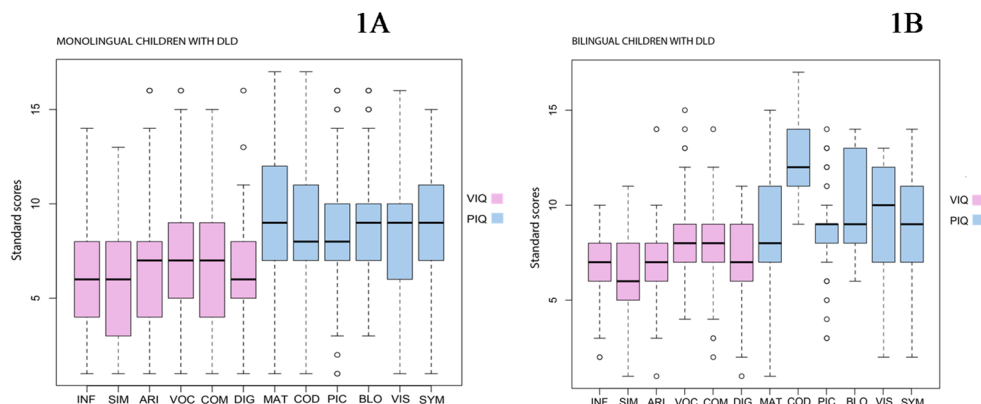 1A
MONOLINGUAL CHILDREN WITH DLD
Standard scores
15
10
5
INF SIM ARI VOC COM DIG MAT COD PIC BLO VIS SYM
VIQ
PIQ
1B
BILINGUAL CHILDREN WITH DLD
Standard scores
15
10
5
INF SIM ARI VOC COM DIG MAT COD PIC BLO VIS SYM
VIQ
PIQ